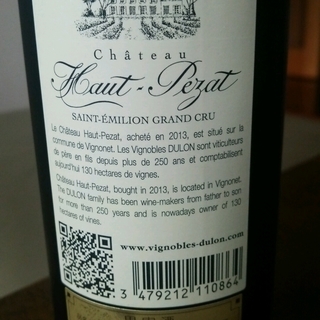 Château
Haut-Pezat
SAINT-ÉMILION GRAND CRU
Le Château Haut-Pezat, acheté en 2013, est situé sur la
commune de Vignonet. Les Vignobles DULON sont viticulteurs
de père en fils depuis plus de 250 ans et comptabilisent
aujourd'hui 130 hectares de vignes.
Château Haut-Pezat, bought in 2013, is located in Vignonet.
The DULON family has been wine-makers from father to son
for more than 250 years and is nowadays owner of 130
hectares of vines.
www.vignobles-dulon.com
3 479212 110864